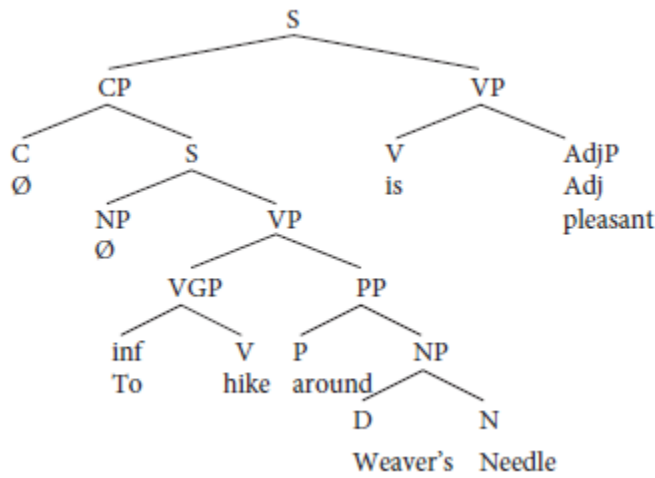 S
CP VP
C S V AdjP
Ø is Adj
NP VP pleasant
Ø
VGP PP
inf V P NP
To hike around
D N
Weaver's Needle